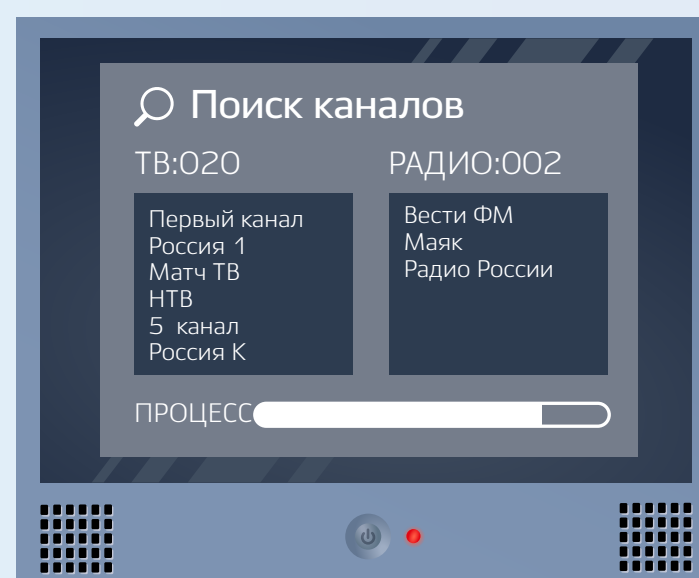 Поиск каналов
ТВ:020
Первый канал
Россия 1
Матч ТВ
НТВ
5 канал
Россия К
РАДИО:002
Вести ФМ
Маяк
Радио России
ПРОЦЕСС